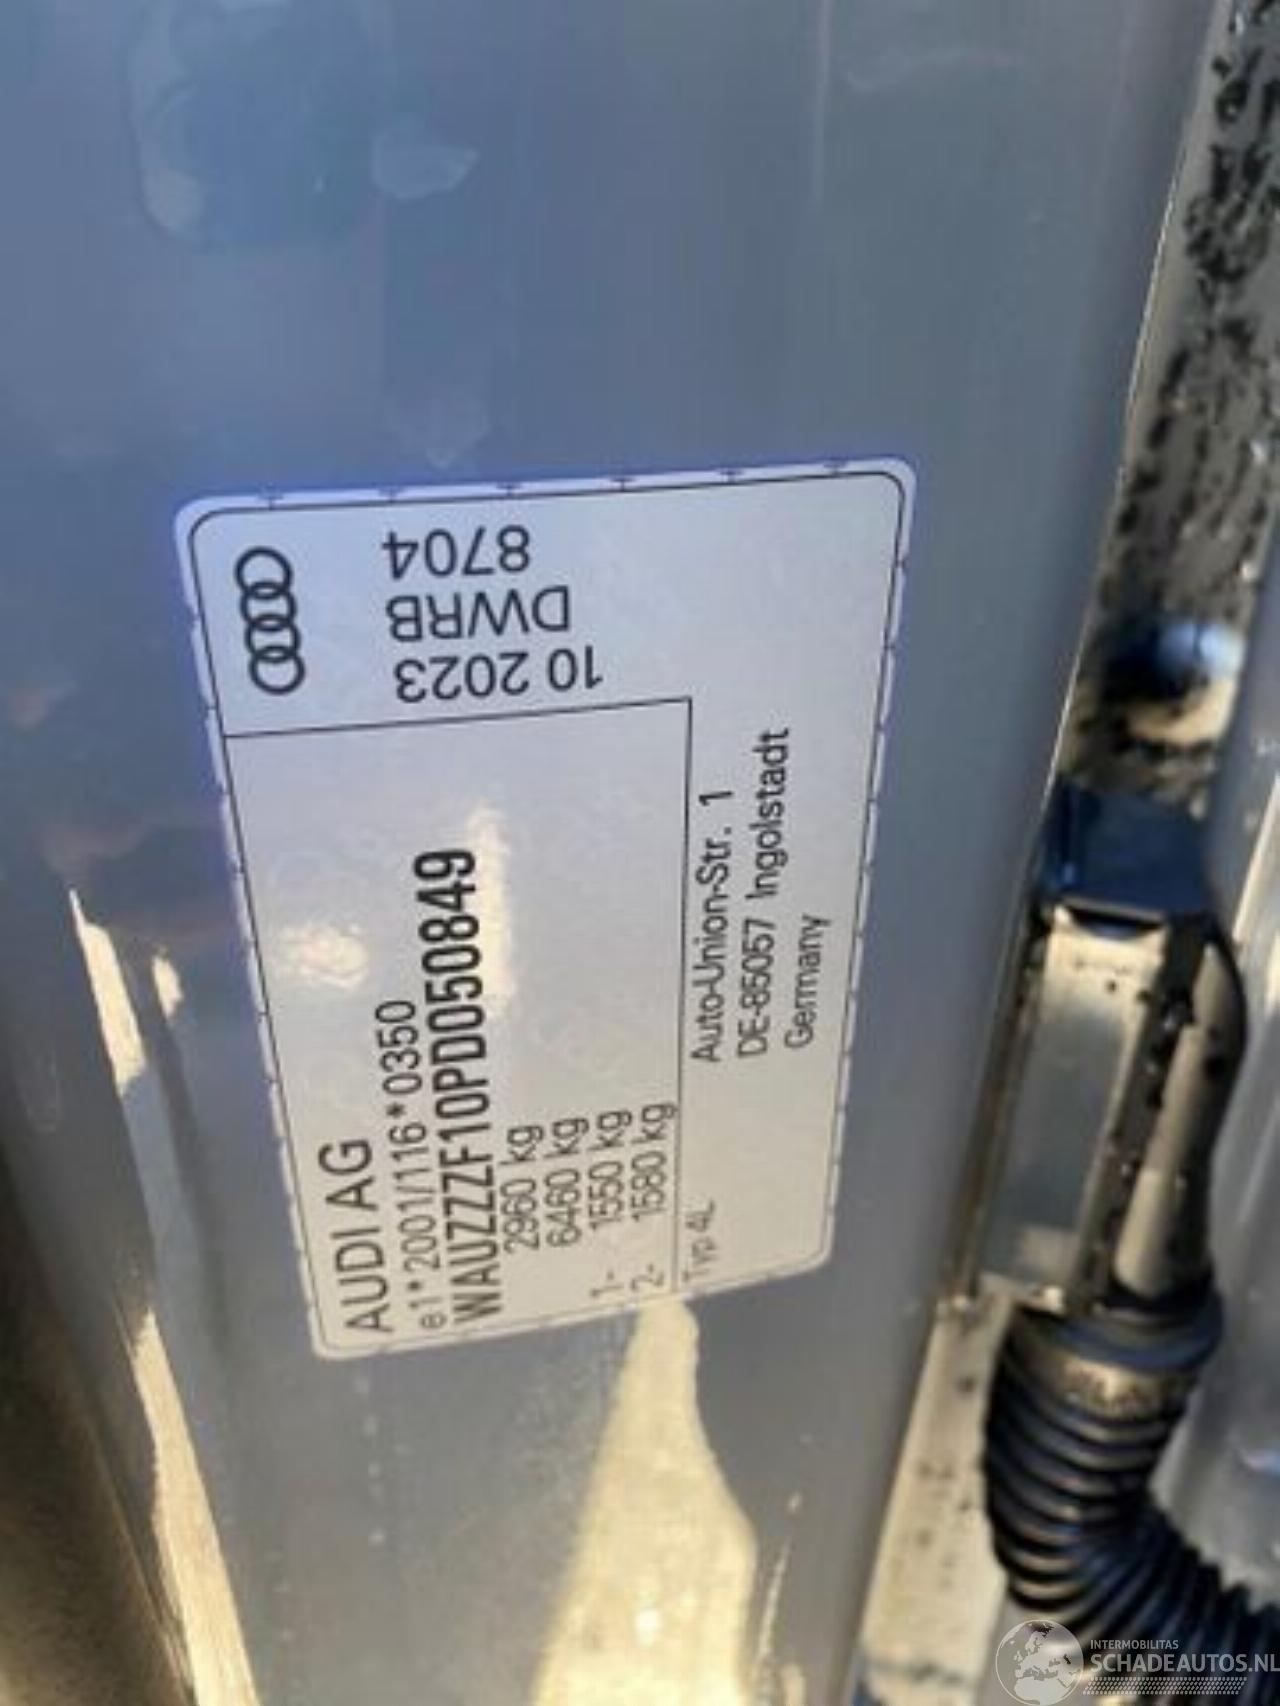 AUDI AG
e1*2001/116*0350
WAUZZZF10PD050849
2960 kg
6460 kg
1- 1550 kg
2- 1580 kg
Typ 4L
Auto-Union-Str. 1
DE-85057 Ingolstadt
Germany
10 2023
DWRB
8704
INTERMOBILITAS
SCHADEAUTOS.NL